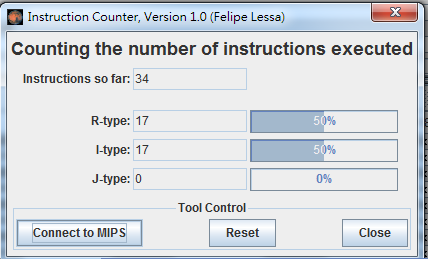 Instruction Counter, Version 1.0 (Felipe Lessa)
Counting the number of instructions executed
Instructions so far: 34
R-type: 17 50%
I-type: 17 50%
J-type: 0 0%
Tool Control
Connect to MIPS Reset Close